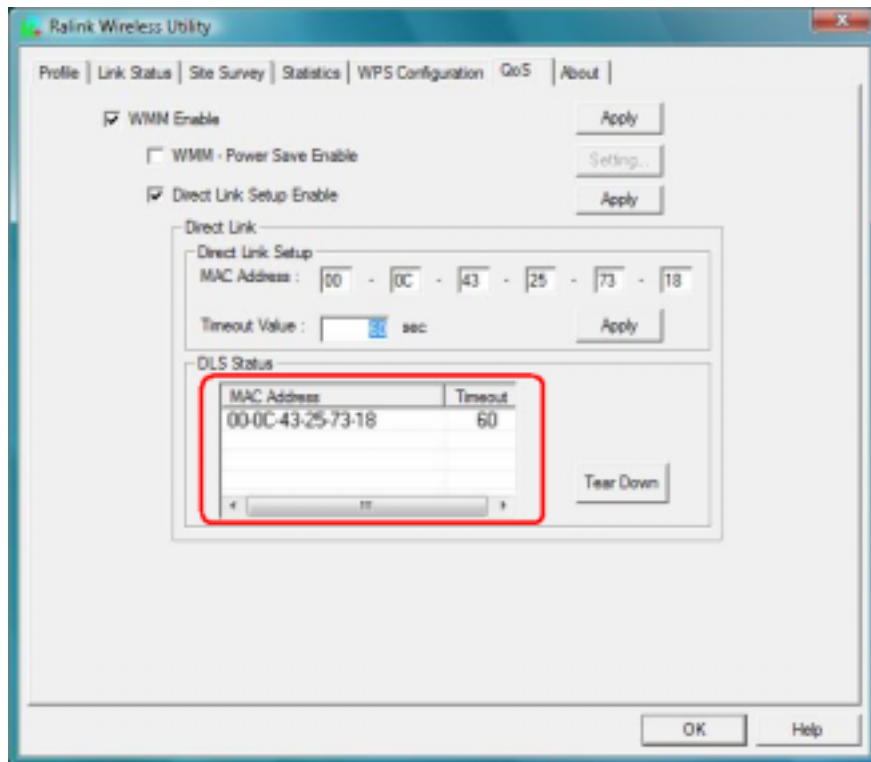 Ralink Wireless Utility
Profile Link Status Site Survey Statistics WPS Configuration QoS About
WMM Enable Apply
WMM - Power Save Enable Setting...
Direct Link Setup Enable Apply
Direct Link
Direct Link Setup
MAC Address : 00 - 0C - 43 - 25 - 73 - 18
Timeout Value : 60 sec Apply
DLS Status
MAC Address Timeout
00-0C-43-25-73-18 60
Tear Down
OK Help